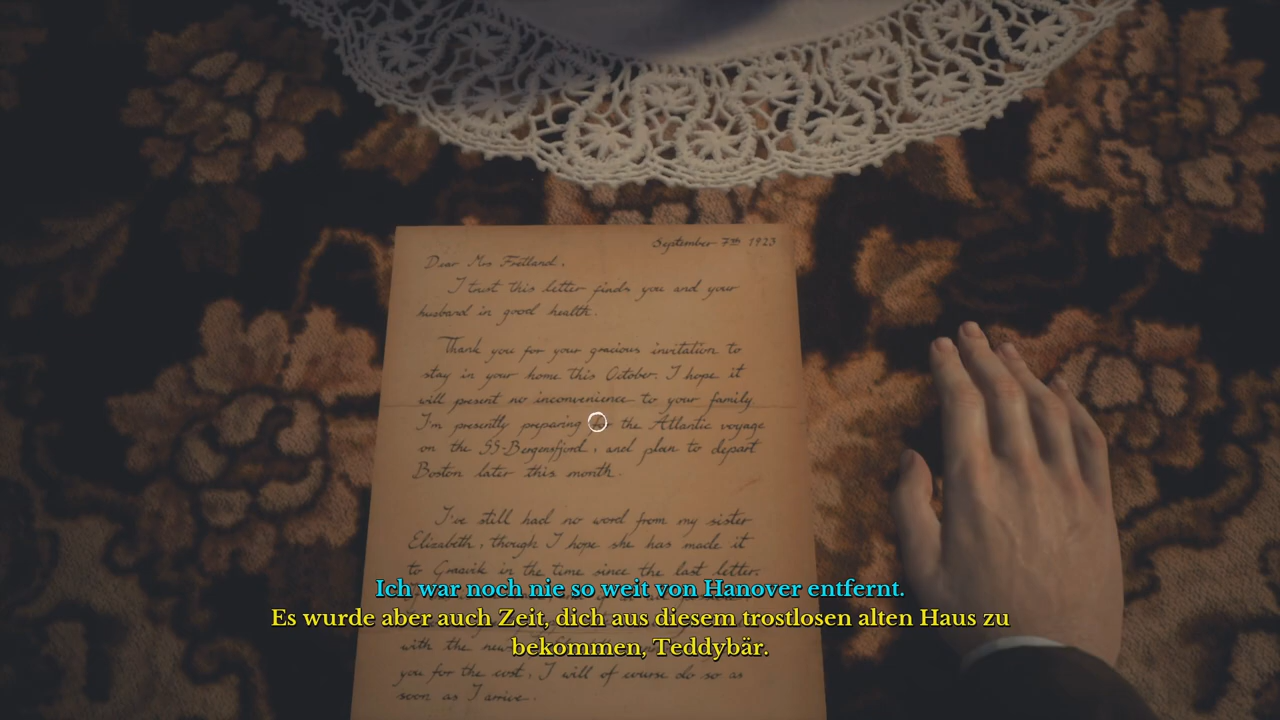 September 7th 1923
Dear Mrs Fretland,
I trust this letter finds you and your
husband in good health.
Thank you for your gracious invitation to
stay in your home this October. I hope it
will present no inconvenience to your family.
I'm presently preparing for the Atlantic voyage
on the SS-Bergensfjord, and plan to depart
Boston later this month.
I've still had no word from my sister
Elizabeth, though I hope she has made it
to Gravik in the time since the last letter.
Ich war noch nie so weit von Hanover entfernt.
Es wurde aber auch Zeit, dich aus diesem trostlosen alten Haus zu
bekommen, Teddybär.
with the new
you for the cost, I will of course do so as
soon as I arrive.